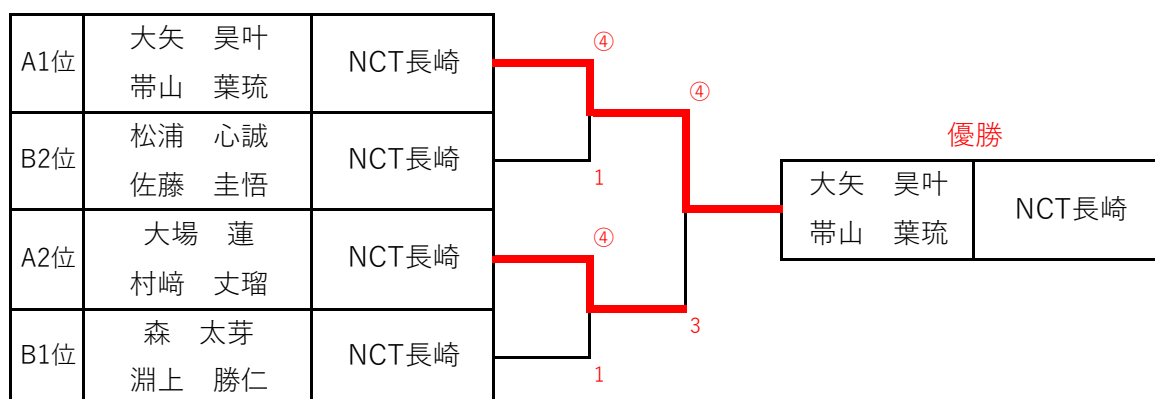 A1位
大矣 昊叶
帯山 葉琉
NCT長崎
B2位
松浦 心誠
佐藤 圭悟
NCT長崎
A2位
大場 蓮
村﨑 丈瑠
NCT長崎
B1位
森 太芽
淵上 勝仁
NCT長崎
④
1
④
1
④
3
優勝
大矢 昊叶
帯山 葉琉
NCT長崎